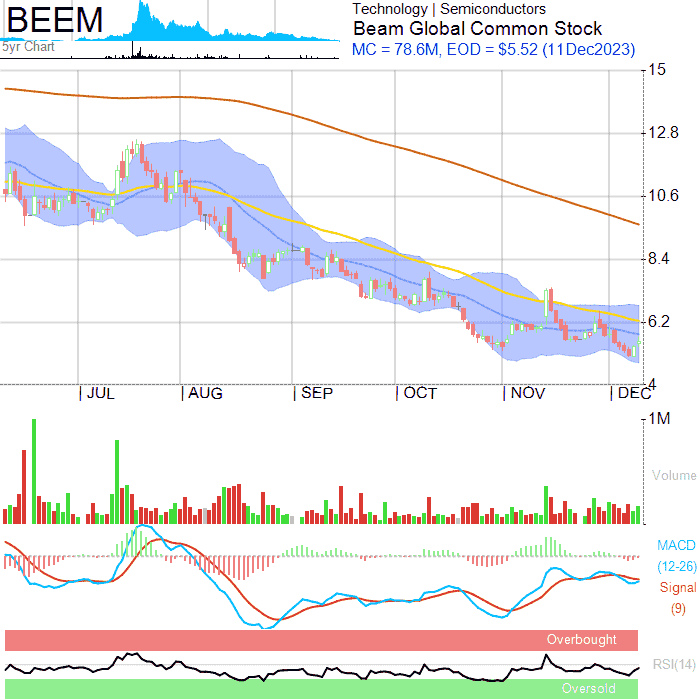 BEEM
5yr Chart
Technology | Semiconductors
Beam Global Common Stock
MC = 78.6M, EOD = $5.52 (11Dec2023)
15
12.8
10.6
8.4
6.2
4
JUL AUG SEP OCT NOV DEC
1M
Volume
MACD
(12-26)
Signal
(9)
Overbought
RSI(14)
Oversold